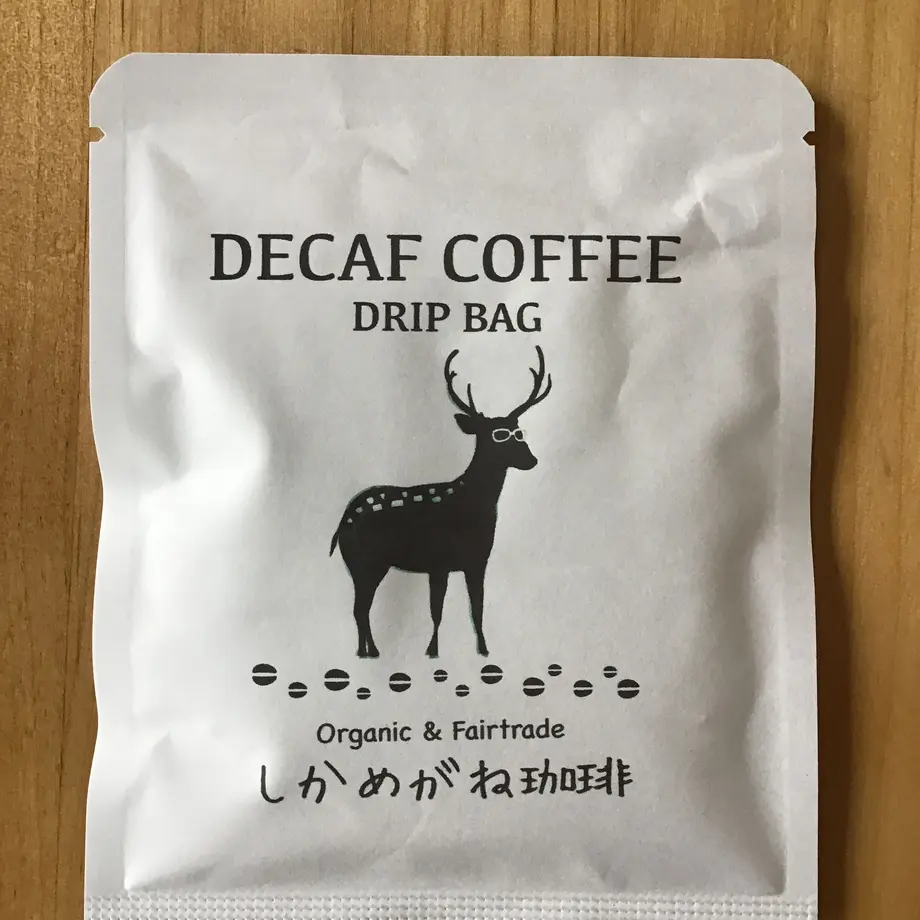 DECAF COFFEE
DRIP BAG
Organic & Fairtrade
しかめがね珈琲